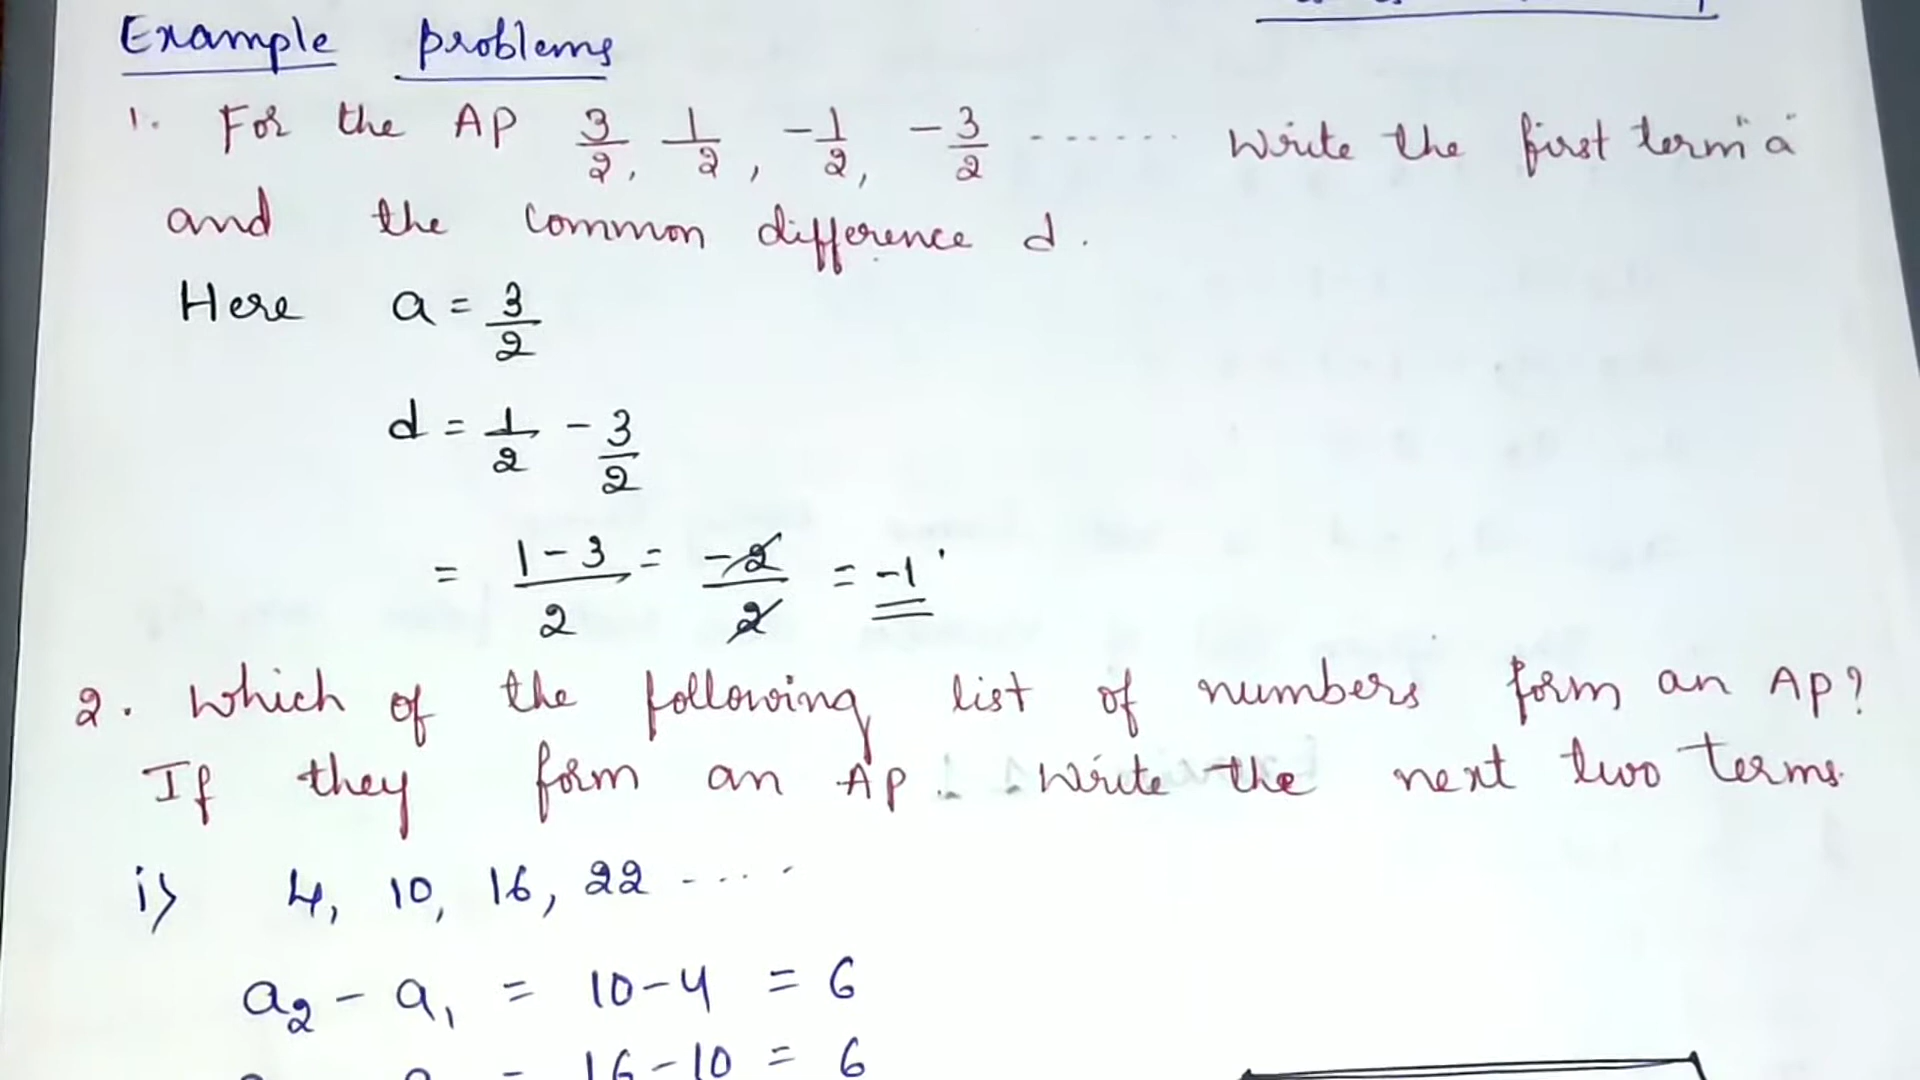 Example problems
1. For the AP 3/2, 1/2, -1/2, -3/2 ....... Write the first term "a"
and the common difference d.
Here a = 3/2
d = 1/2 - 3/2
= (1-3)/2 = -2/2 = -1
2. Which of the following list of numbers form an AP?
If they form an AP. Write the next two terms.
i) 4, 10, 16, 22 ....
a₂ - a₁ = 10-4 = 6
= 16-10 = 6